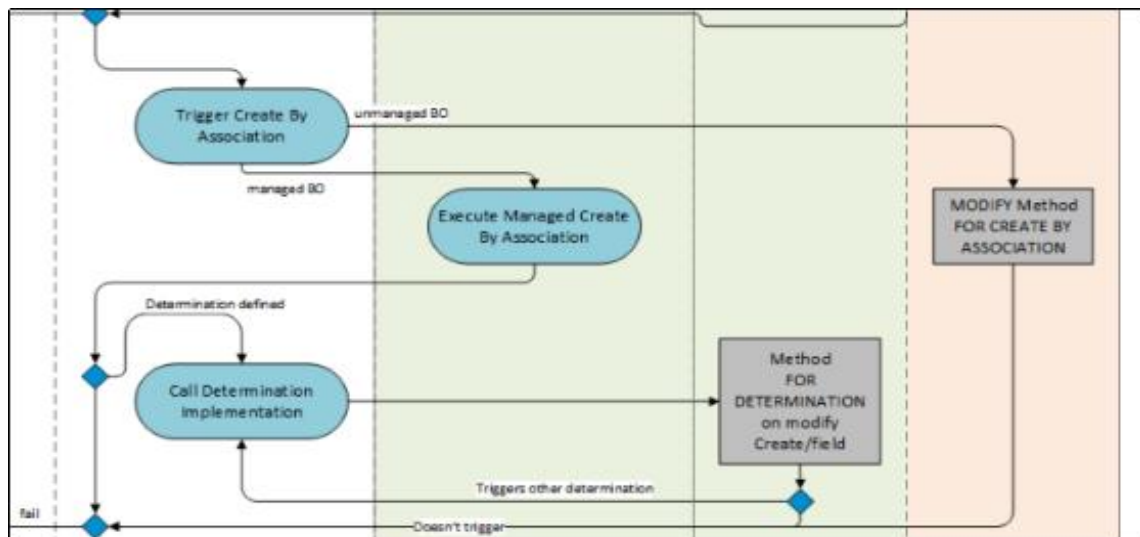 Trigger Create By
Association
unmanaged BO
managed BO
Execute Managed Create
By Association
MODIFY Method
FOR CREATE BY
ASSOCIATION
Determination defined
Call Determination
Implementation
Method
FOR
DETERMINATION
on modify
Create/field
Triggers other determination
fail
Doesn't trigger